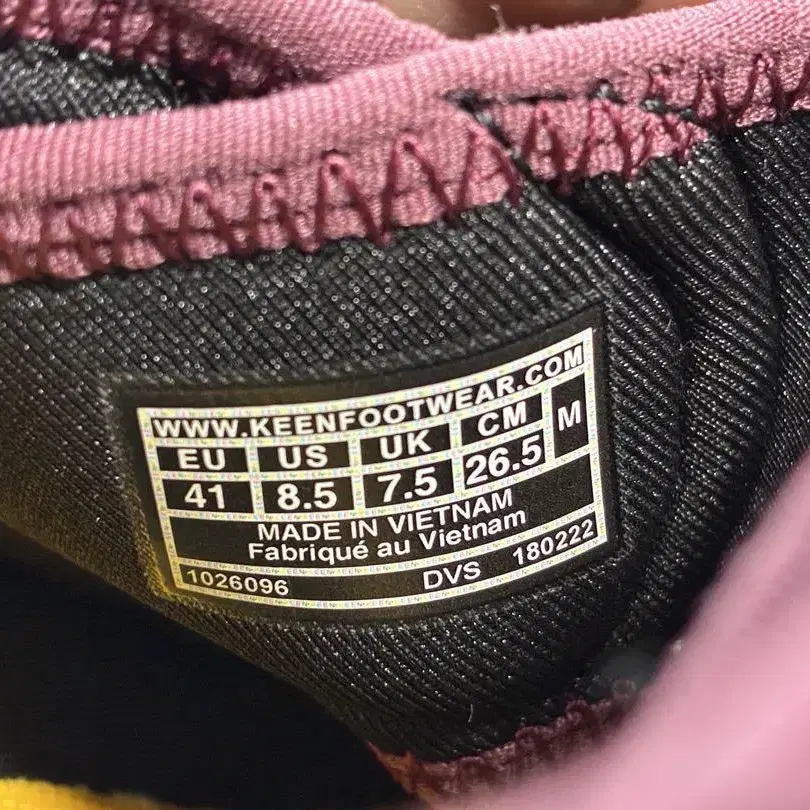 WWW.KEENFOOTWEAR.COM
EU US UK CM M
41 8.5 7.5 26.5
MADE IN VIETNAM
Fabriqué au Vietnam
1026096 DVS 180222